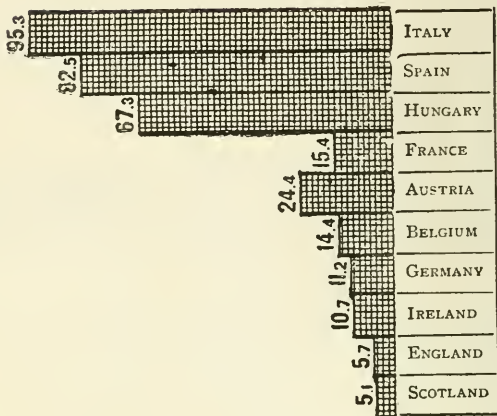 95.3 ITALY
82.5 SPAIN
67.3 HUNGARY
15.4 FRANCE
24.4 AUSTRIA
14.4 BELGIUM
11.2 GERMANY
10.7 IRELAND
5.7 ENGLAND
5.1 SCOTLAND